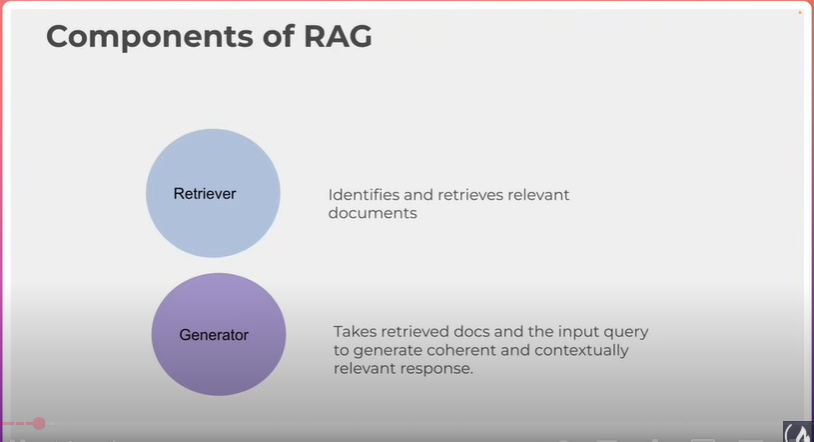 Components of RAG
Retriever
Identifies and retrieves relevant
documents
Generator
Takes retrieved docs and the input query
to generate coherent and contextually
relevant response.